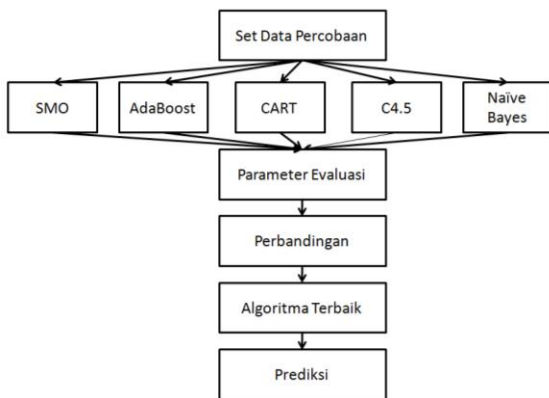 Set Data Percobaan
SMO
AdaBoost
CART
C4.5
Naïve
Bayes
Parameter Evaluasi
Perbandingan
Algoritma Terbaik
Prediksi